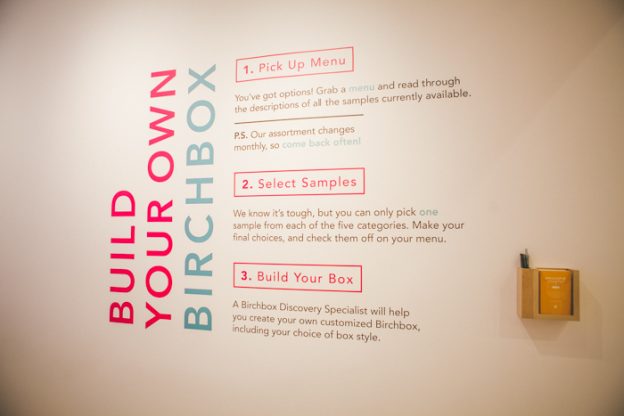 BUILD
YOUR OWN
BIRCHBOX
1. Pick Up Menu
You've got options! Grab a menu and read through
the descriptions of all the samples currently available.
P.S. Our assortment changes
monthly, so come back often!
2. Select Samples
We know it's tough, but you can only pick one
sample from each of the five categories. Make your
final choices, and check them off on your menu.
3. Build Your Box
A Birchbox Discovery Specialist will help
you create your own customized Birchbox,
including your choice of box style.